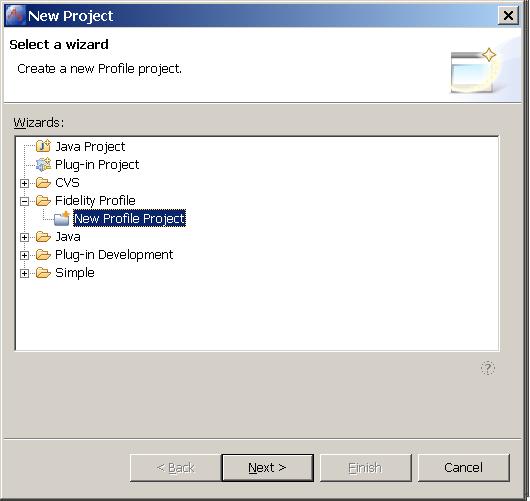 New Project
Select a wizard
Create a new Profile project.
Wizards:
Java Project
Plug-in Project
CVS
Fidelity Profile
New Profile Project
Java
Plug-in Development
Simple
?
< Back
Next >
Finish
Cancel